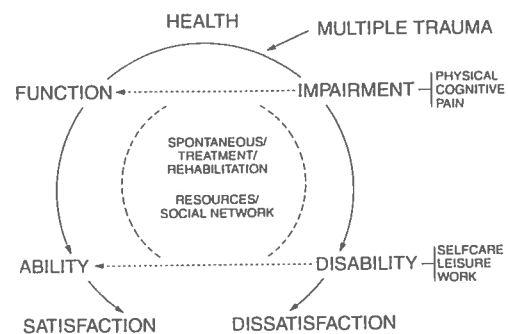 HEALTH
MULTIPLE TRAUMA
FUNCTION
IMPAIRMENT
PHYSICAL
COGNITIVE
PAIN
SPONTANEOUS/
TREATMENT/
REHABILITATION
RESOURCES/
SOCIAL NETWORK
ABILITY
DISABILITY
SELFCARE
LEISURE
WORK
SATISFACTION
DISSATISFACTION